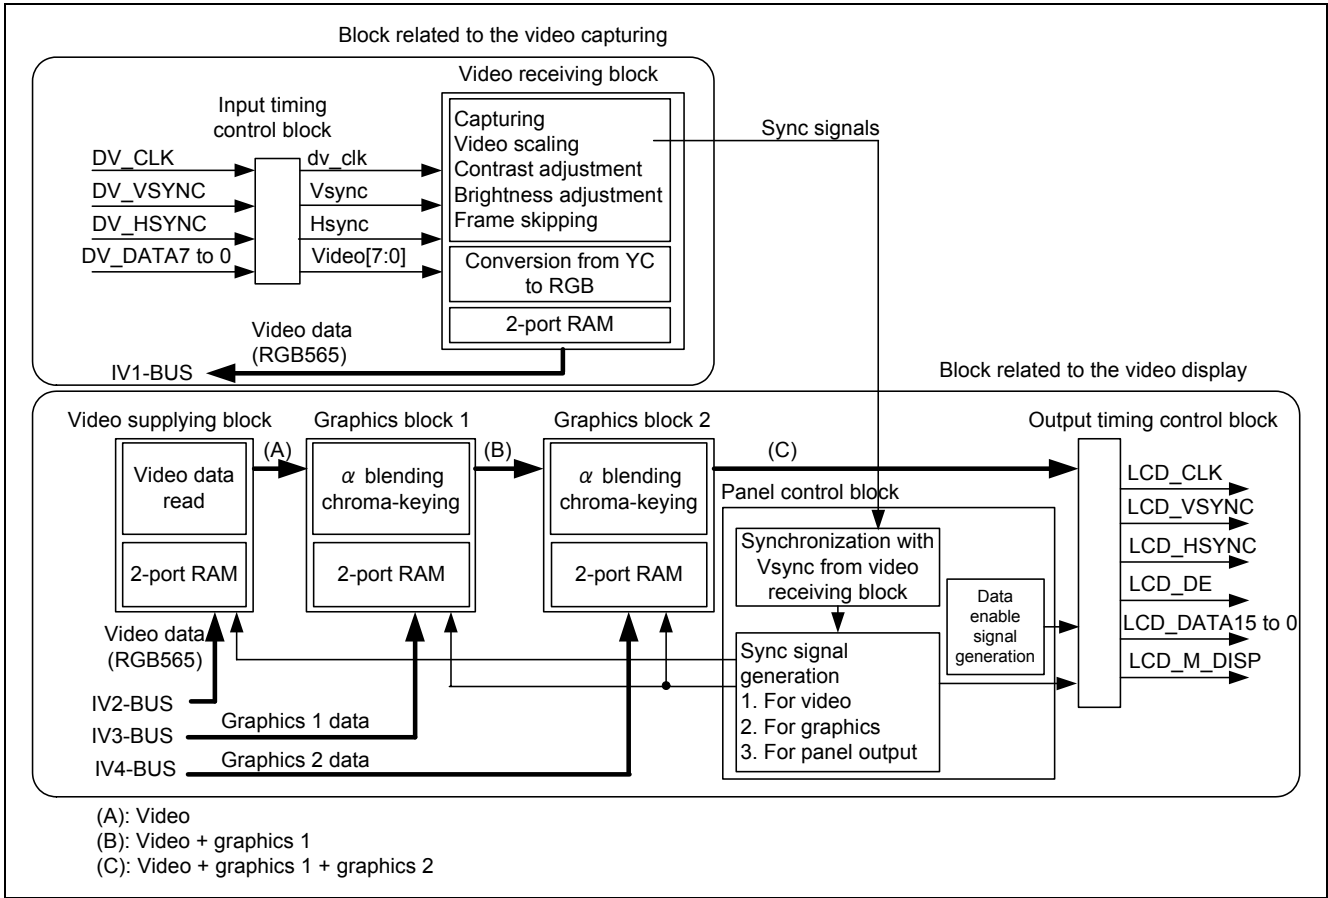 Block related to the video capturing
Video receiving block
Input timing
control block
Capturing
Video scaling
Contrast adjustment
Brightness adjustment
Frame skipping
Sync signals
DV_CLK
dv_clk
DV_VSYNC
Vsync
DV_HSYNC
Hsync
DV_DATA7 to 0
Video[7:0]
Conversion from YC
to RGB
2-port RAM
Video data
(RGB565)
IV1-BUS
Block related to the video display
Video supplying block
Graphics block 1
Graphics block 2
Output timing control block
(A)
(B)
(C)
Video data
read
α blending
chroma-keying
α blending
chroma-keying
2-port RAM
2-port RAM
2-port RAM
Panel control block
Synchronization with
Vsync from video
receiving block
Data
enable
signal
generation
Sync signal
generation
1. For video
2. For graphics
3. For panel output
LCD_CLK
LCD_VSYNC
LCD_HSYNC
LCD_DE
LCD_DATA15 to 0
LCD_M_DISP
Video data
(RGB565)
IV2-BUS
IV3-BUS
Graphics 1 data
IV4-BUS
Graphics 2 data
(A): Video
(B): Video + graphics 1
(C): Video + graphics 1 + graphics 2